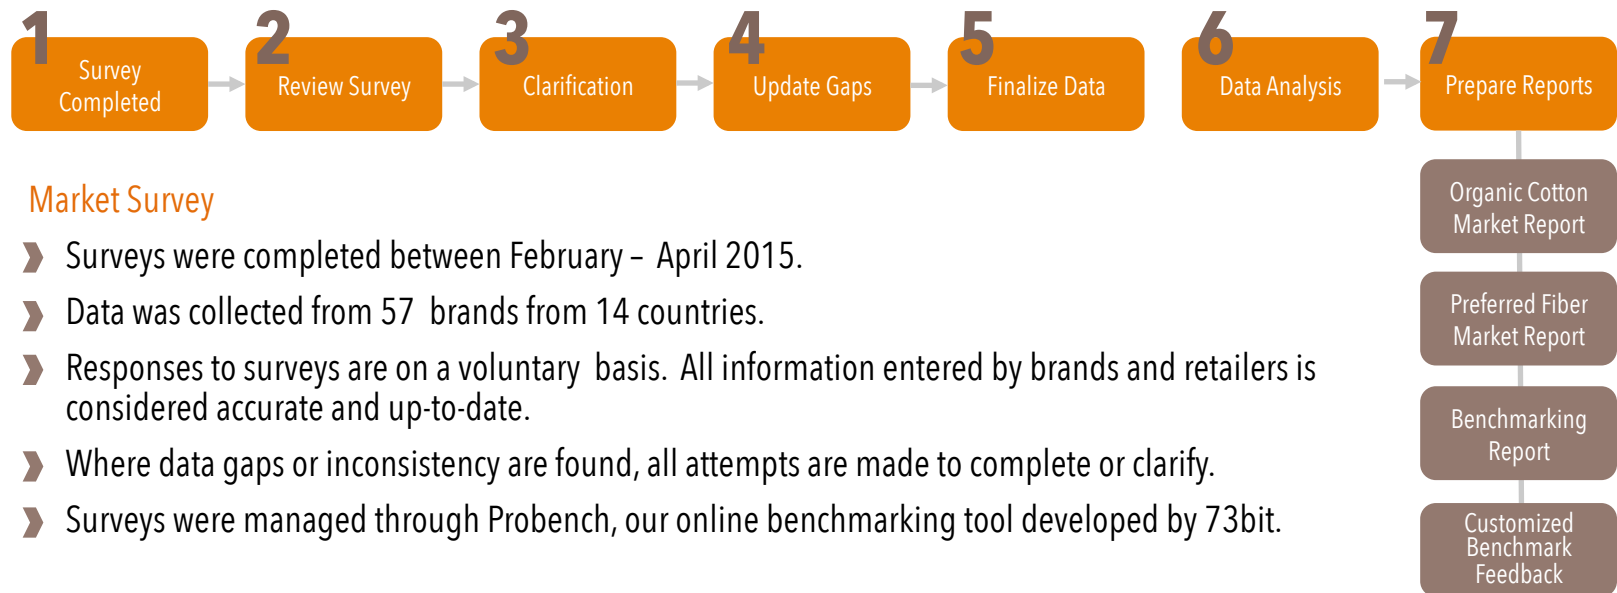 1
Survey
Completed
2
Review Survey
3
Clarification
4
Update Gaps
5
Finalize Data
6
Data Analysis
7
Prepare Reports
Organic Cotton
Market Report
Preferred Fiber
Market Report
Benchmarking
Report
Customized
Benchmark
Feedback
Market Survey
Surveys were completed between February – April 2015.
Data was collected from 57 brands from 14 countries.
Responses to surveys are on a voluntary basis. All information entered by brands and retailers is
considered accurate and up-to-date.
Where data gaps or inconsistency are found, all attempts are made to complete or clarify.
Surveys were managed through Probench, our online benchmarking tool developed by 73bit.